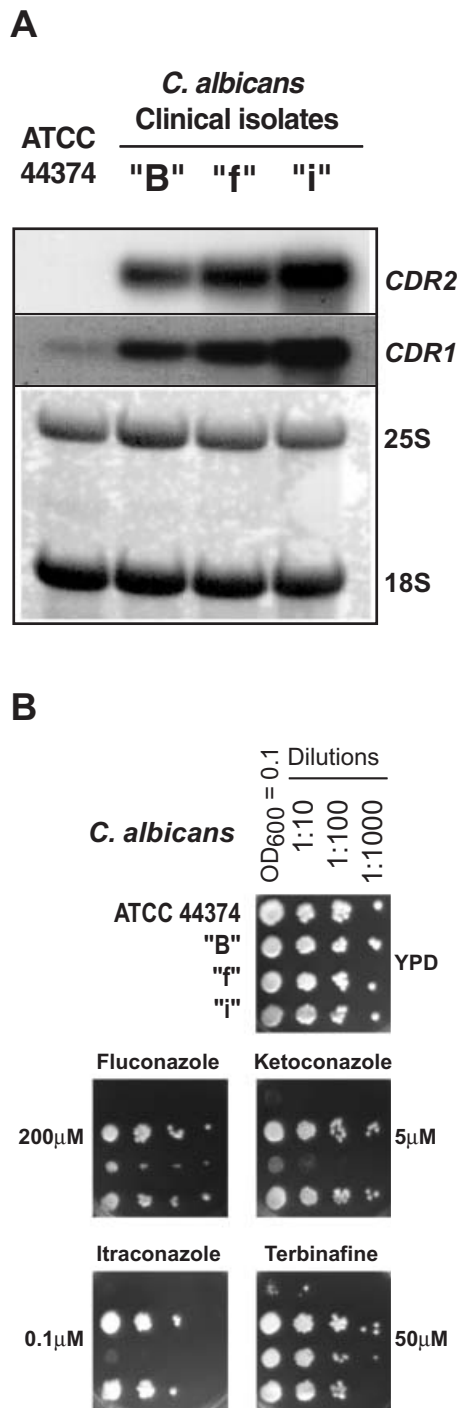 A
C. albicans
Clinical isolates
ATCC
44374
"B" "f" "i"
CDR2
CDR1
25S
18S
B
C. albicans
OD600 = 0.1
Dilutions
1:10
1:100
1:1000
ATCC 44374
"B"
"f"
"i"
YPD
Fluconazole
Ketoconazole
200µM
5µM
Itraconazole
Terbinafine
0.1µM
50µM